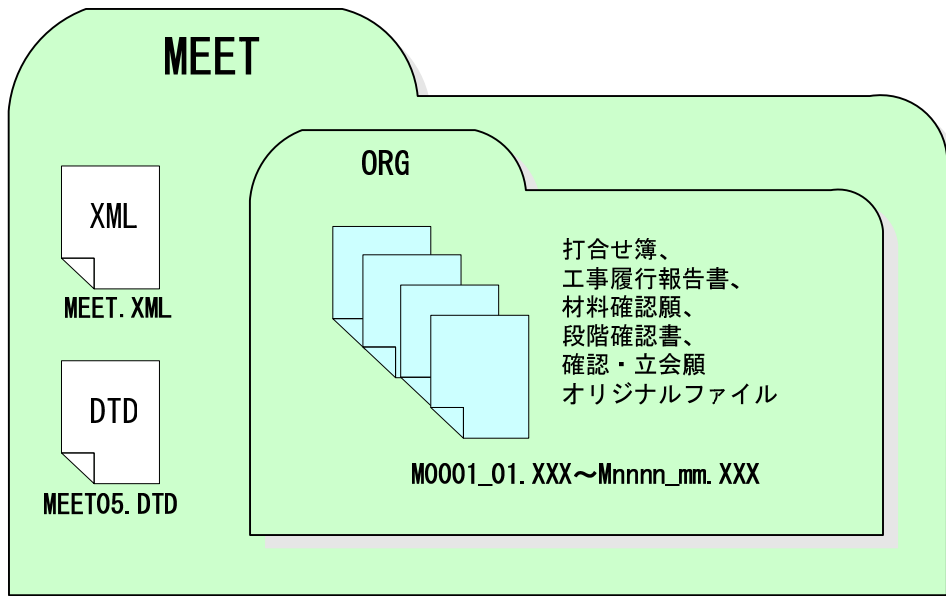 MEET
XML
MEET.XML
DTD
MEET05.DTD
ORG
打合せ簿、
工事履行報告書、
材料確認願、
段階確認書、
確認・立会願
オリジナルファイル
M0001_01.XXX～Mnnnn_mm.XXX